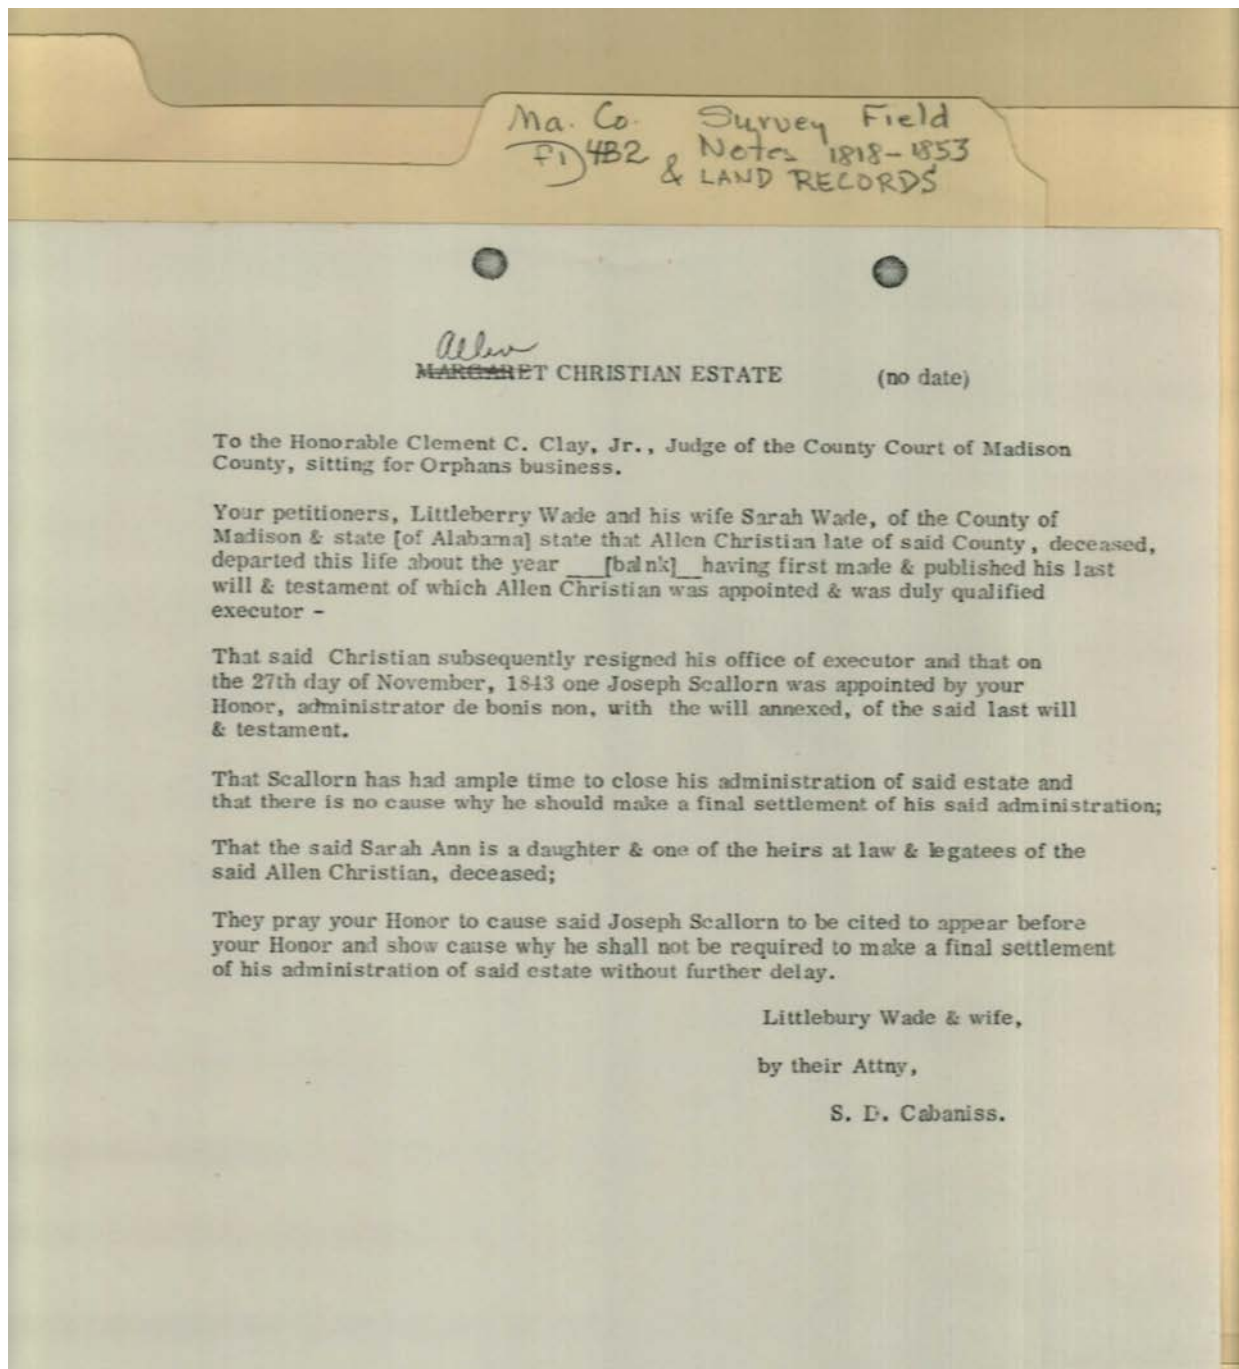 Ma. Co. Survey Field
F1) 4B2 Notes 1818-1853
& LAND RECORDS
Allen
MARGARET CHRISTIAN ESTATE (no date)
To the Honorable Clement C. Clay, Jr., Judge of the County Court of Madison
County, sitting for Orphans business.
Your petitioners, Littleberry Wade and his wife Sarah Wade, of the County of
Madison & state [of Alabama] state that Allen Christian late of said County, deceased,
departed this life about the year ___[balnk]__having first made & published his last
will & testament of which Allen Christian was appointed & was duly qualified
executor -
That said Christian subsequently resigned his office of executor and that on
the 27th day of November, 1843 one Joseph Scallorn was appointed by your
Honor, administrator de bonis non, with the will annexed, of the said last will
& testament.
That Scallorn has had ample time to close his administration of said estate and
that there is no cause why he should make a final settlement of his said administration;
That the said Sarah Ann is a daughter & one of the heirs at law & legatees of the
said Allen Christian, deceased;
They pray your Honor to cause said Joseph Scallorn to be cited to appear before
your Honor and show cause why he shall not be required to make a final settlement
of his administration of said estate without further delay.
Littlebury Wade & wife,
by their Attny,
S. D. Cabaniss.